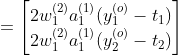 = [2w_1^{(2)} a_1^{(1)} (y_1^{(o)} − t_1)
2w_1^{(2)} a_1^{(1)} (y_2^{(o)} − t_2)]